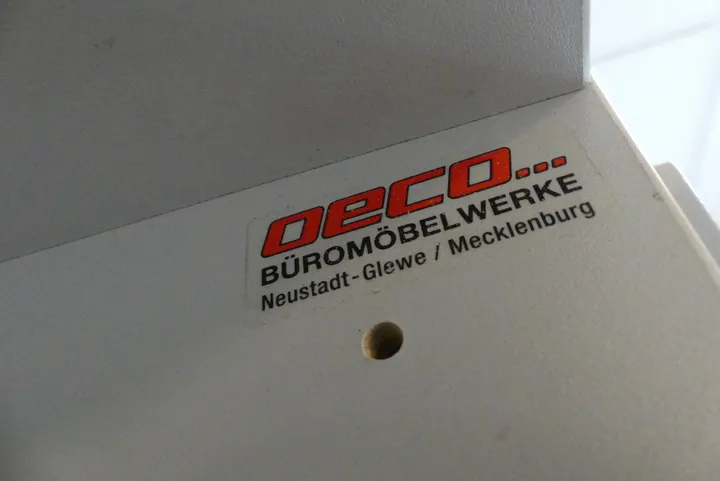 oeco...
BÜROMÖBELWERKE
Neustadt-Glewe / Mecklenburg